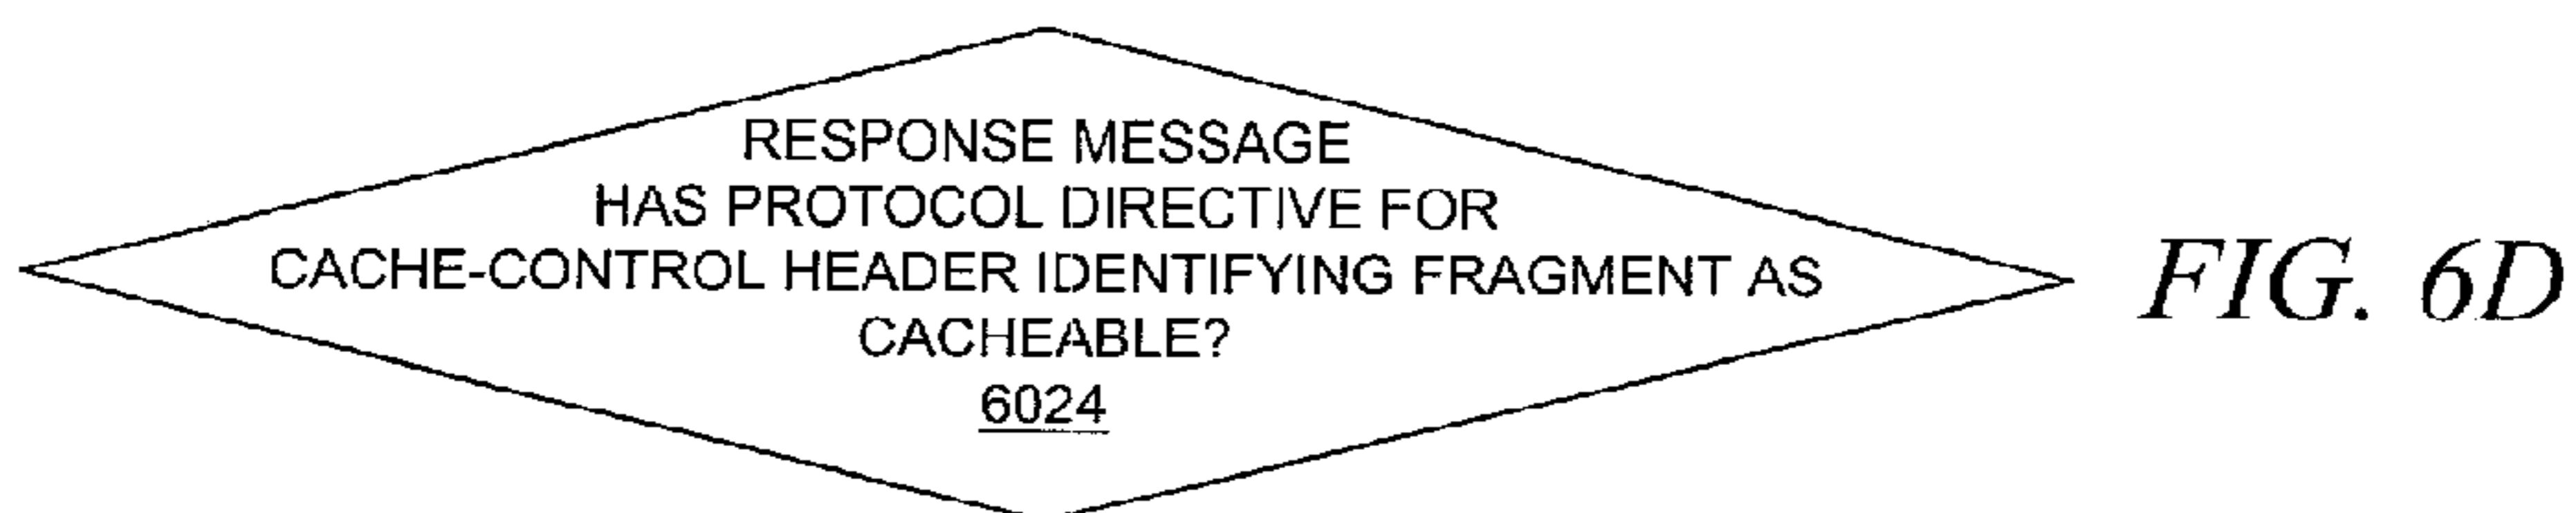 RESPONSE MESSAGE
HAS PROTOCOL DIRECTIVE FOR
CACHE-CONTROL HEADER IDENTIFYING FRAGMENT AS
CACHEABLE?
6024
FIG. 6D